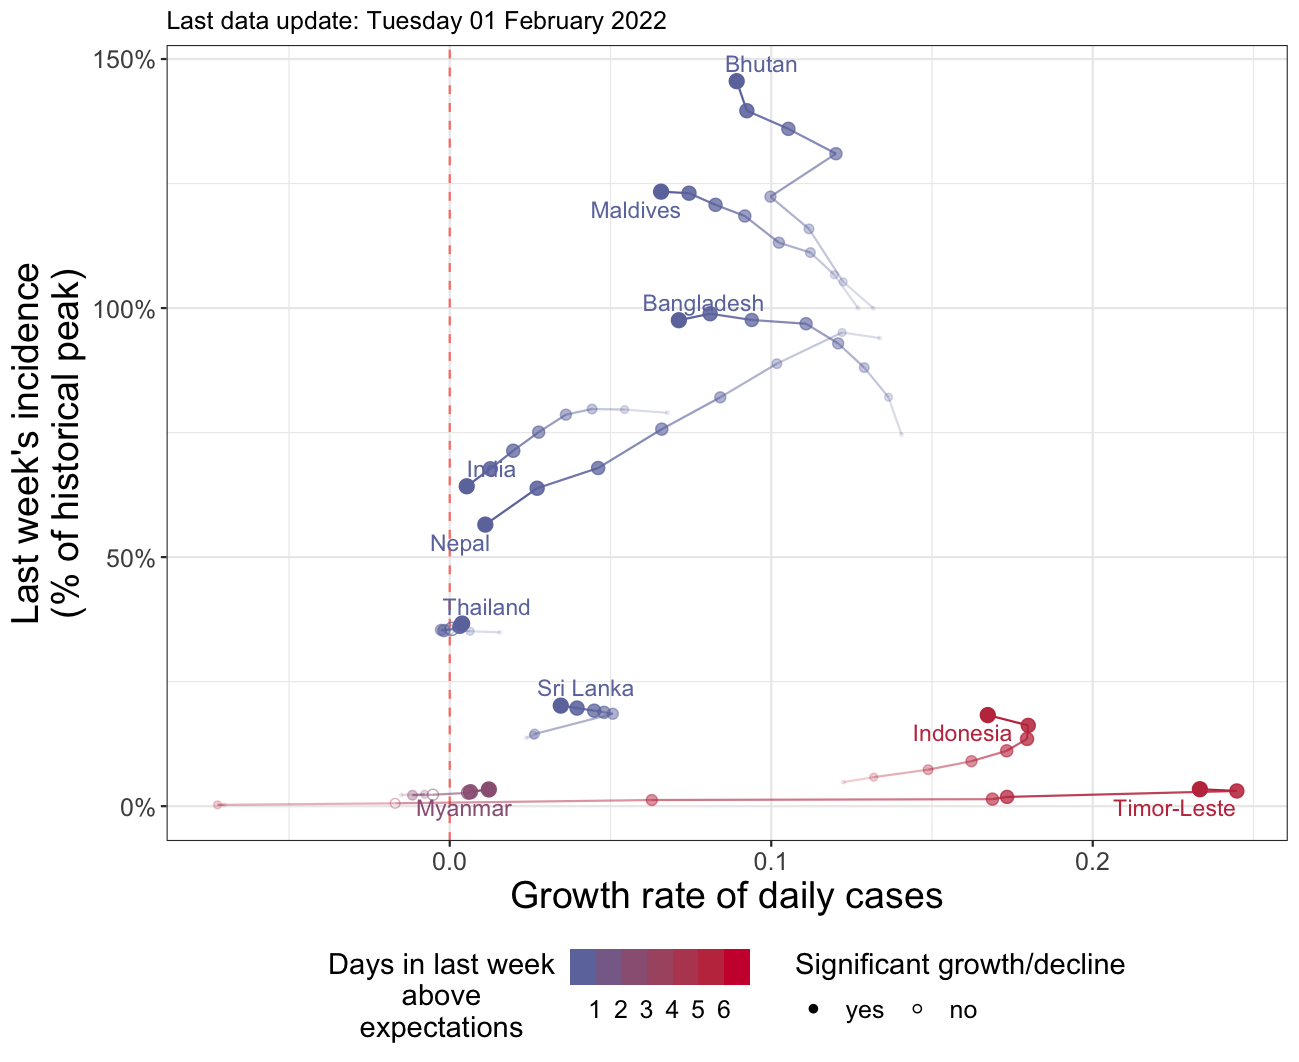 Last data update: Tuesday 01 February 2022
Last week's incidence
(% of historical peak)
150%
100%
50%
0%
Bhutan
Maldives
Bangladesh
India
Nepal
Thailand
Sri Lanka
Indonesia
Myanmar
Timor-Leste
0.0
0.1
0.2
Growth rate of daily cases
Days in last week
above
expectations
1 2 3 4 5 6
Significant growth/decline
yes
no